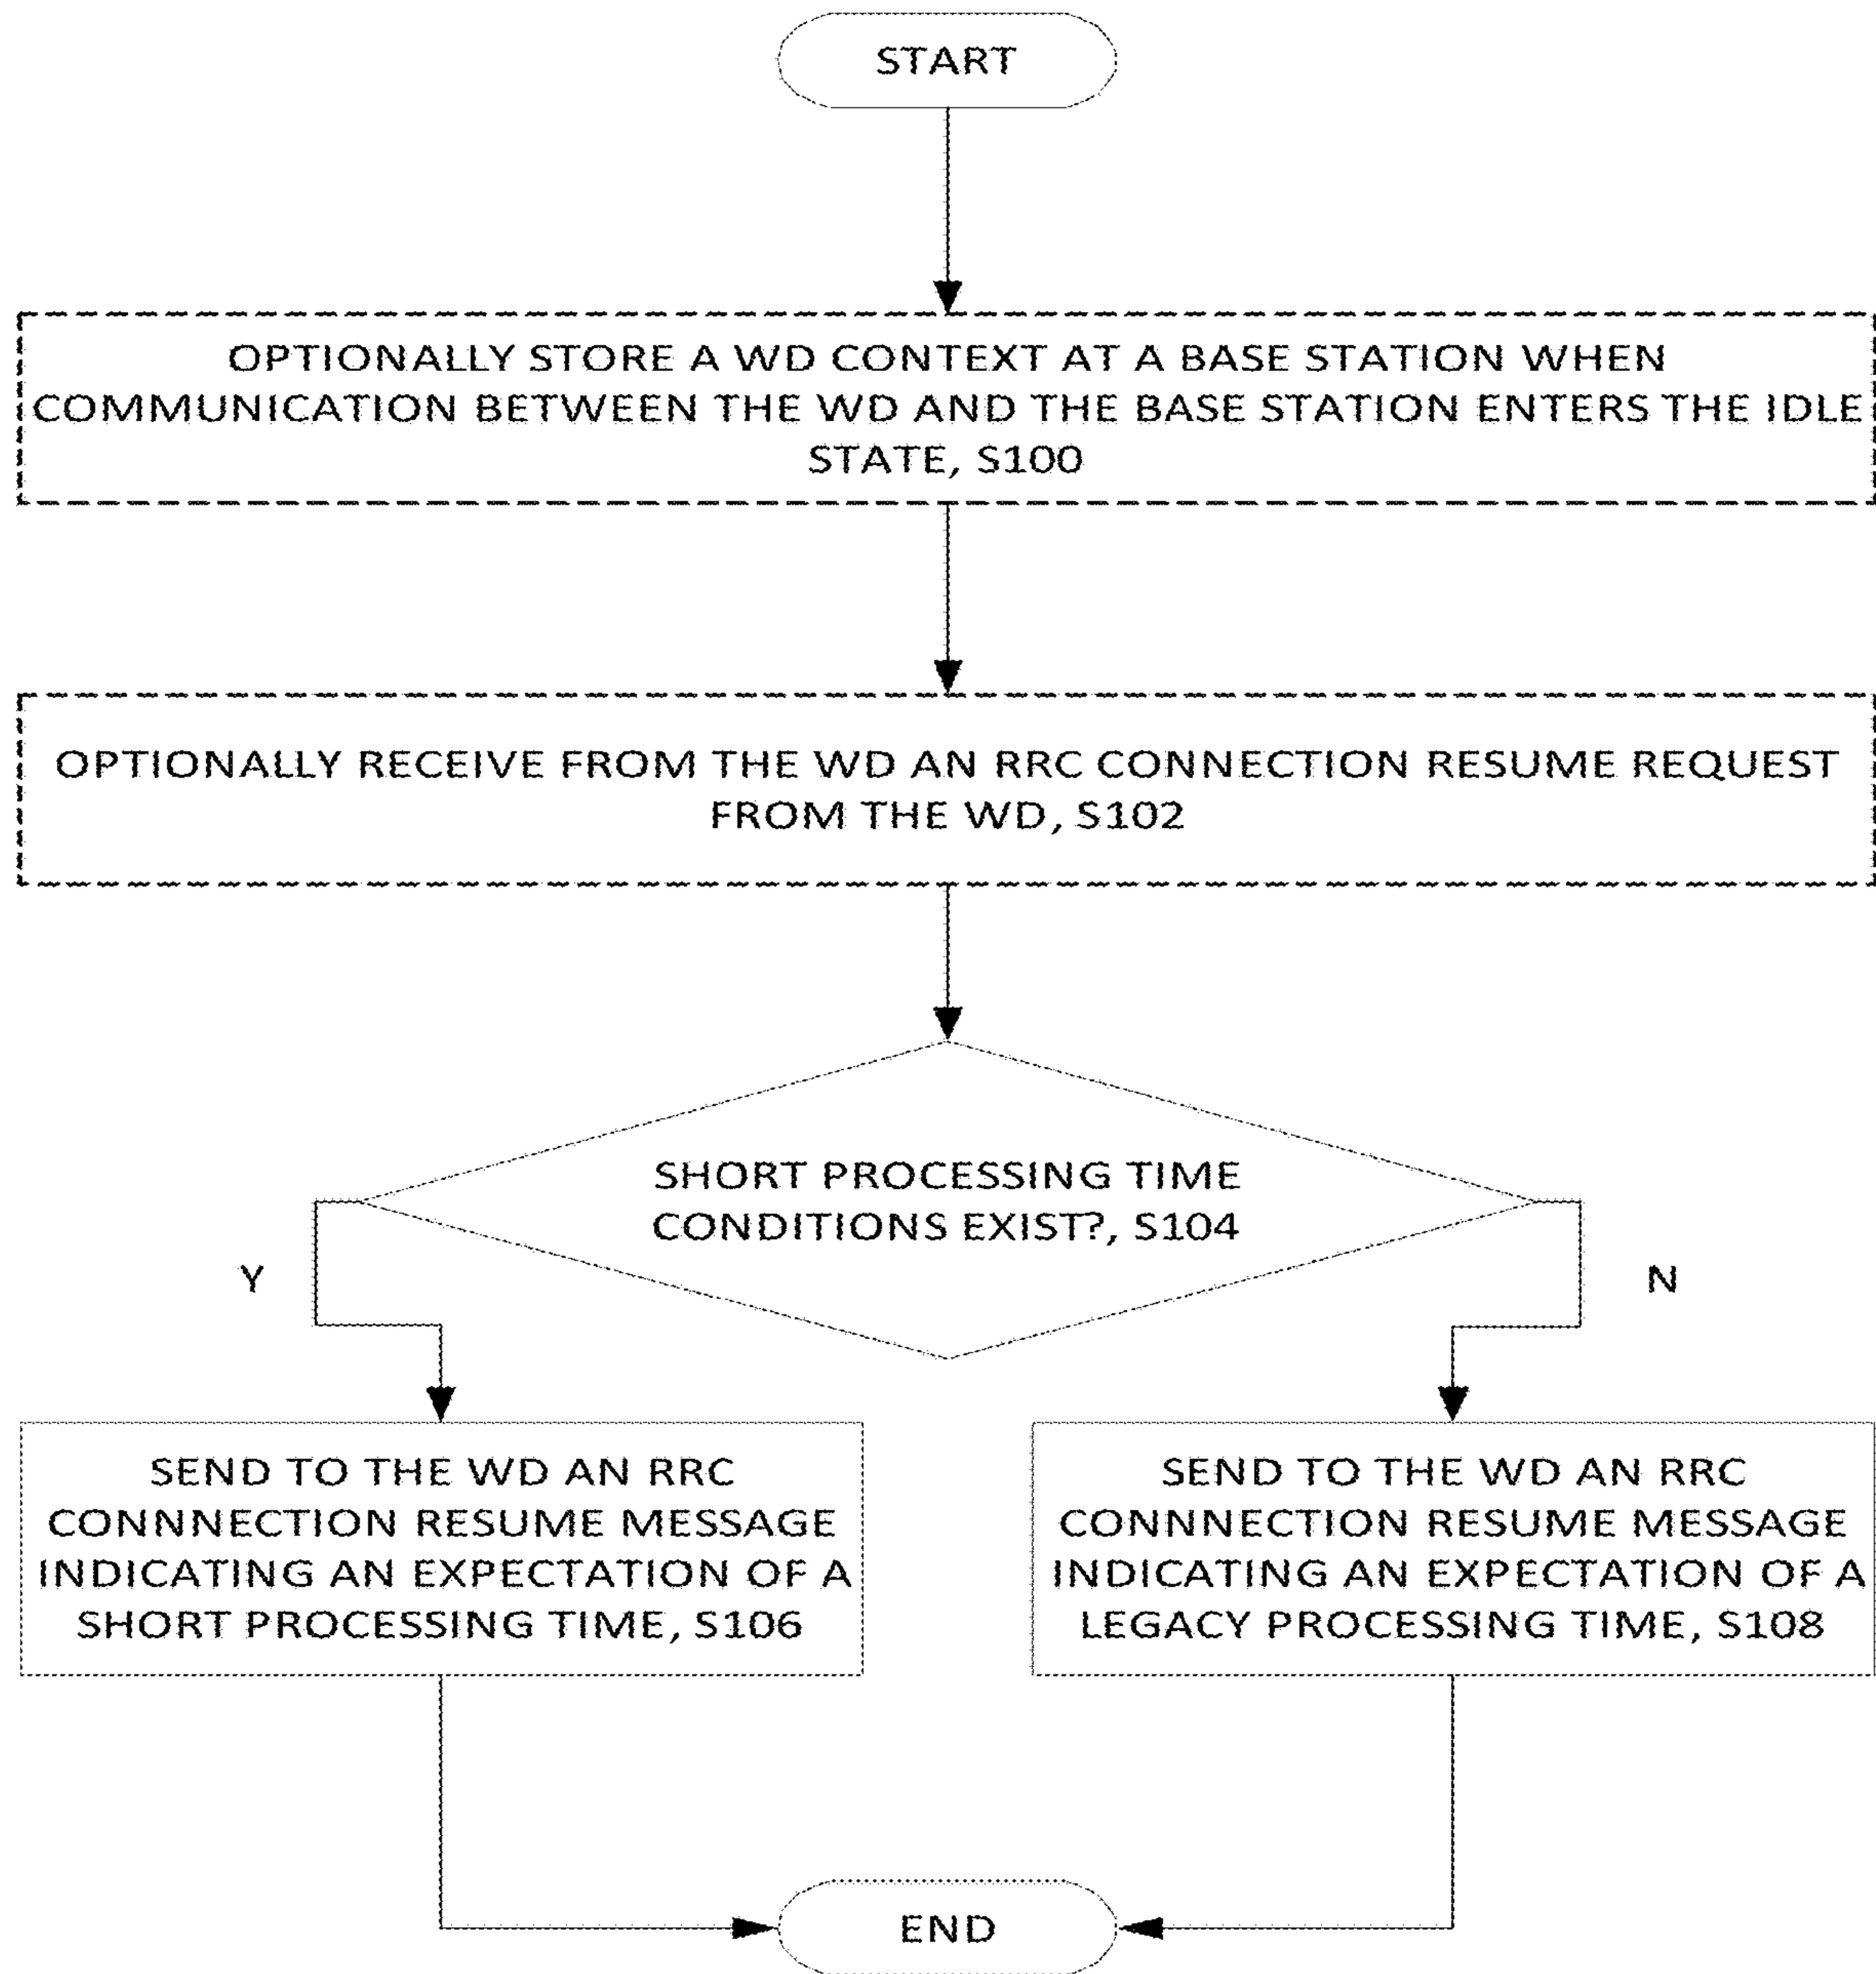 START
OPTIONALLY STORE A WD CONTEXT AT A BASE STATION WHEN
COMMUNICATION BETWEEN THE WD AND THE BASE STATION ENTERS THE IDLE
STATE, S100
OPTIONALLY RECEIVE FROM THE WD AN RRC CONNECTION RESUME REQUEST
FROM THE WD, S102
SHORT PROCESSING TIME
CONDITIONS EXIST?, S104
Y
N
SEND TO THE WD AN RRC
CONNNECTION RESUME MESSAGE
INDICATING AN EXPECTATION OF A
SHORT PROCESSING TIME, S106
SEND TO THE WD AN RRC
CONNNECTION RESUME MESSAGE
INDICATING AN EXPECTATION OF A
LEGACY PROCESSING TIME, S108
END